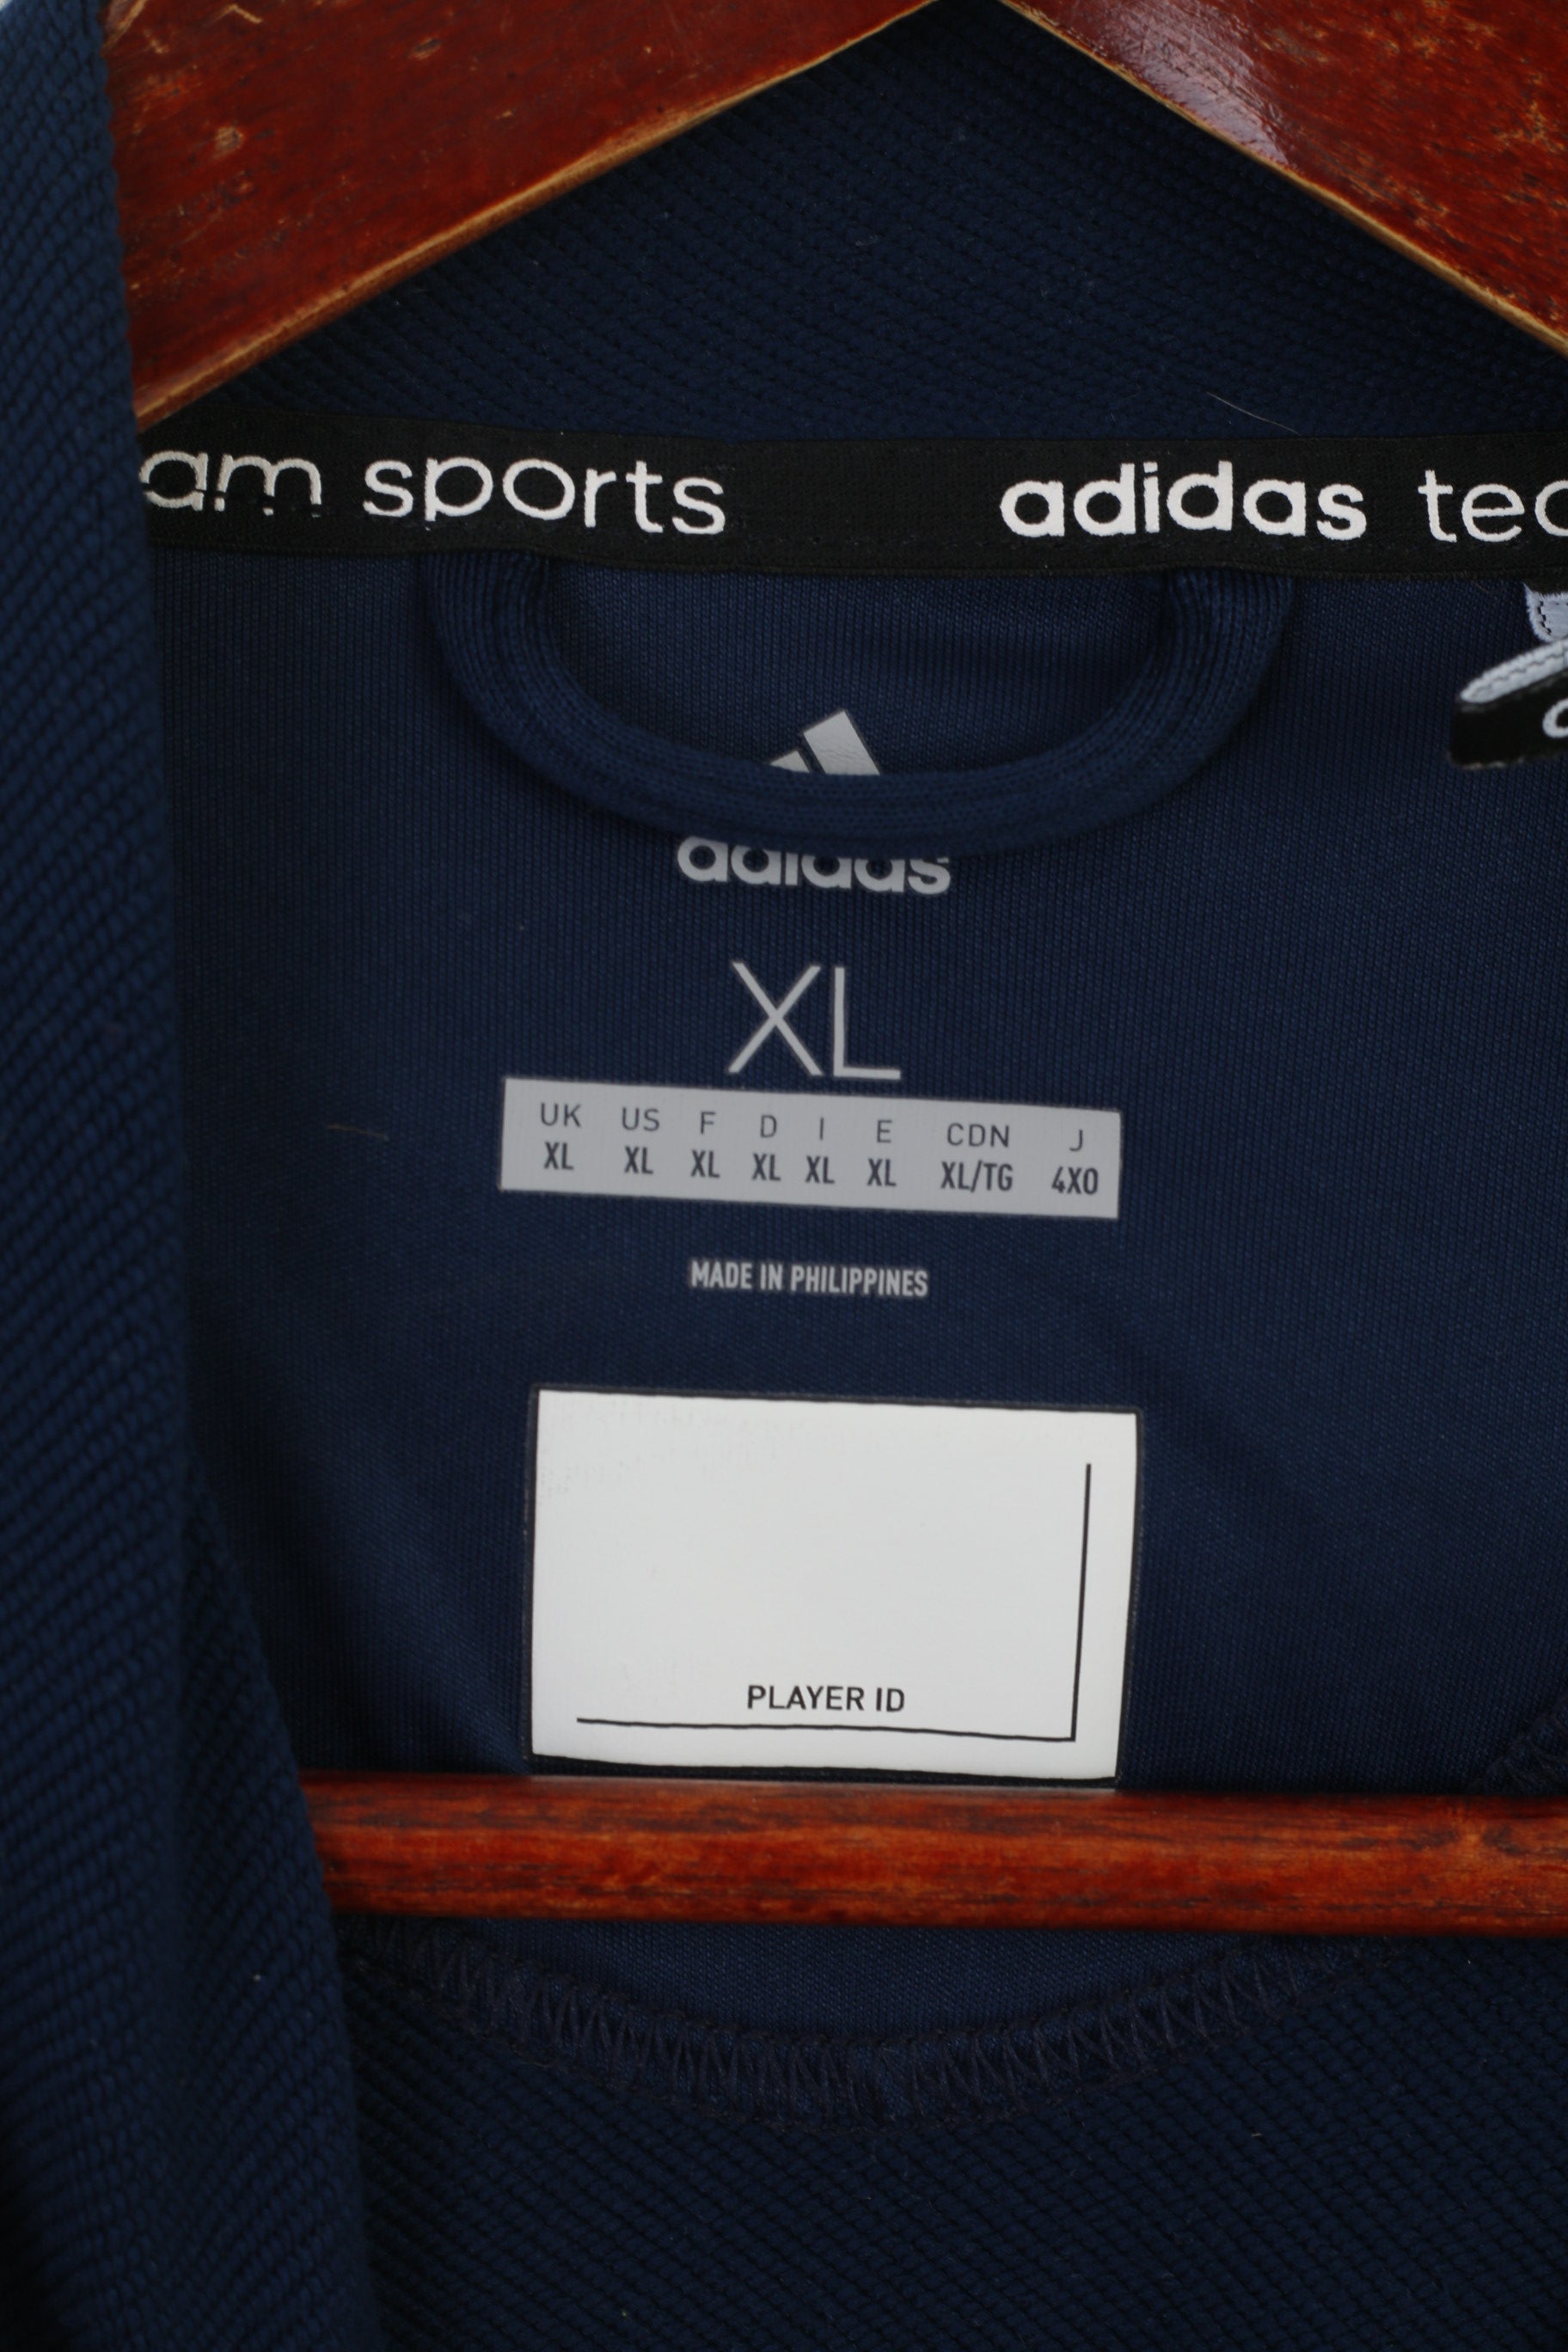 am sports adidas tea
adidas
XL
UK US F D I E CDN J
XL XL XL XL XL XL XL/TG 4XO
MADE IN PHILIPPINES
PLAYER ID